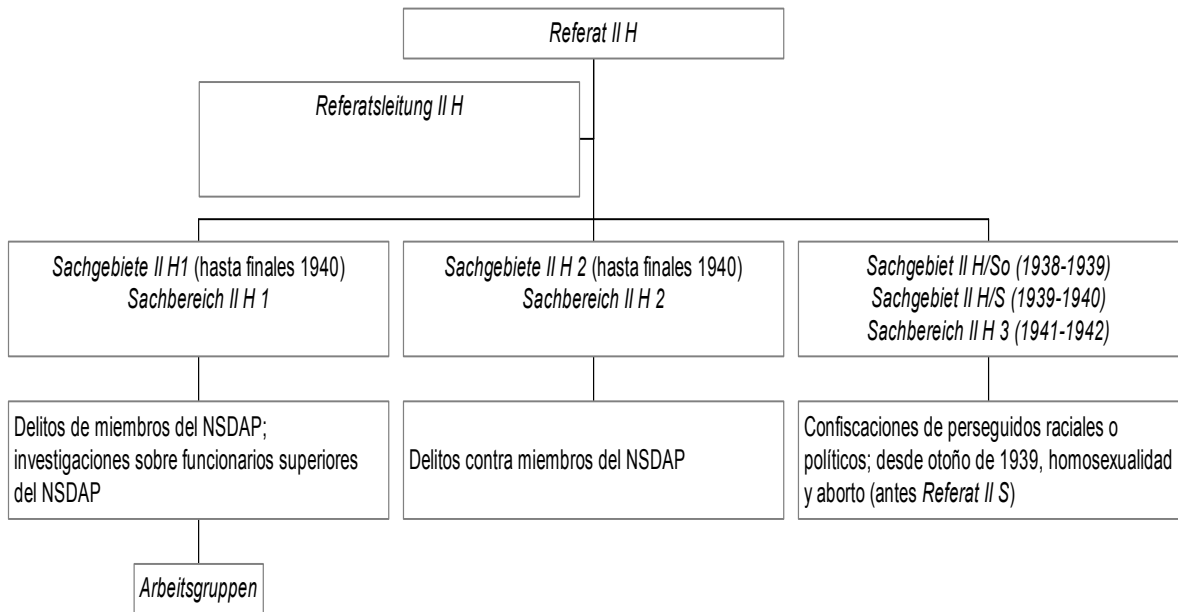 Referat II H
Referatsleitung II H
Sachgebiete II H1 (hasta finales 1940)
Sachbereich II H 1
Sachgebiete II H 2 (hasta finales 1940)
Sachbereich II H 2
Sachgebiet II H/So (1938-1939)
Sachgebiet II H/S (1939-1940)
Sachbereich II H 3 (1941-1942)
Delitos de miembros del NSDAP;
investigaciones sobre funcionarios superiores
del NSDAP
Delitos contra miembros del NSDAP
Confiscaciones de perseguidos raciales o
políticos; desde otoño de 1939, homosexualidad
y aborto (antes Referat II S)
Arbeitsgruppen